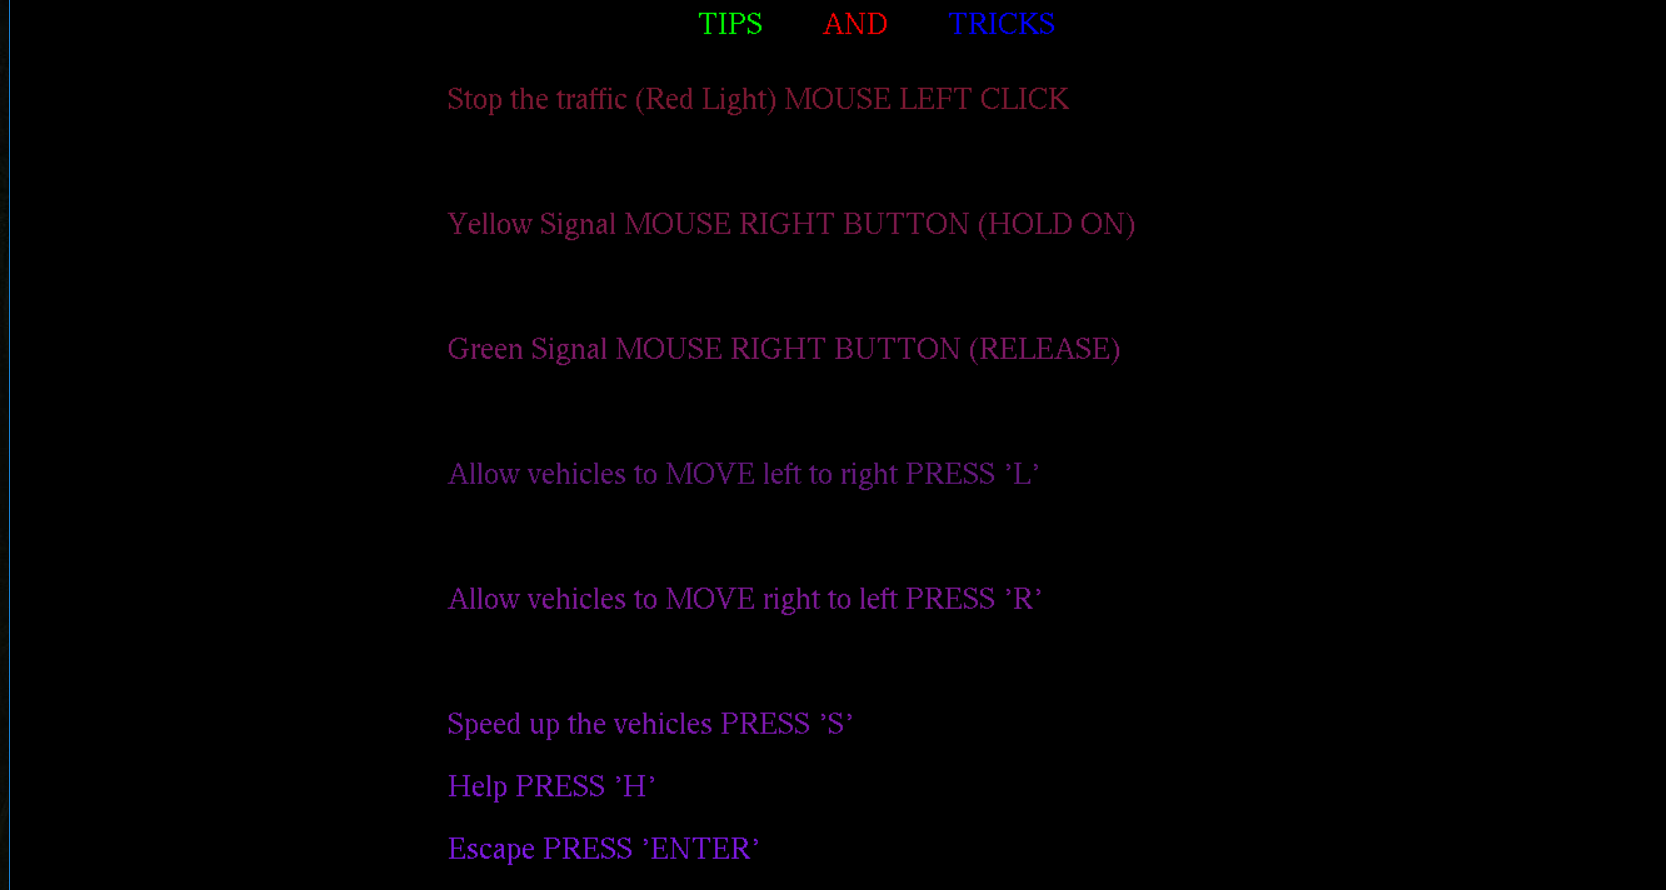 TIPS AND TRICKS
Stop the traffic (Red Light) MOUSE LEFT CLICK
Yellow Signal MOUSE RIGHT BUTTON (HOLD ON)
Green Signal MOUSE RIGHT BUTTON (RELEASE)
Allow vehicles to MOVE left to right PRESS ’L’
Allow vehicles to MOVE right to left PRESS ’R’
Speed up the vehicles PRESS ’S’
Help PRESS ’H’
Escape PRESS ’ENTER’